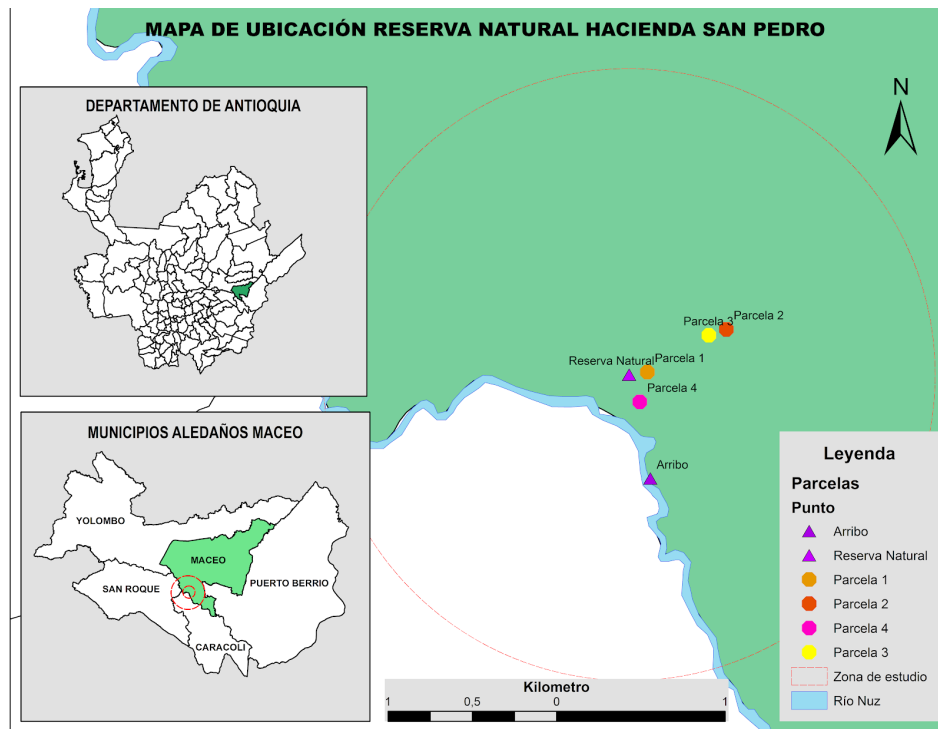 MAPA DE UBICACIÓN RESERVA NATURAL HACIENDA SAN PEDRO
N
DEPARTAMENTO DE ANTIOQUIA
MUNICIPIOS ALEDAÑOS MACEO
YOLOMBO
MACEO
SAN ROQUE
PUERTO BERRIO
CARACOLI
Parcela 3
Parcela 2
Reserva Natural
Parcela 1
Parcela 4
Arribo
Leyenda
Parcelas
Punto
Arribo
Reserva Natural
Parcela 1
Parcela 2
Parcela 4
Parcela 3
Zona de estudio
Río Nuz
Kilometro
1 0,5 0 1